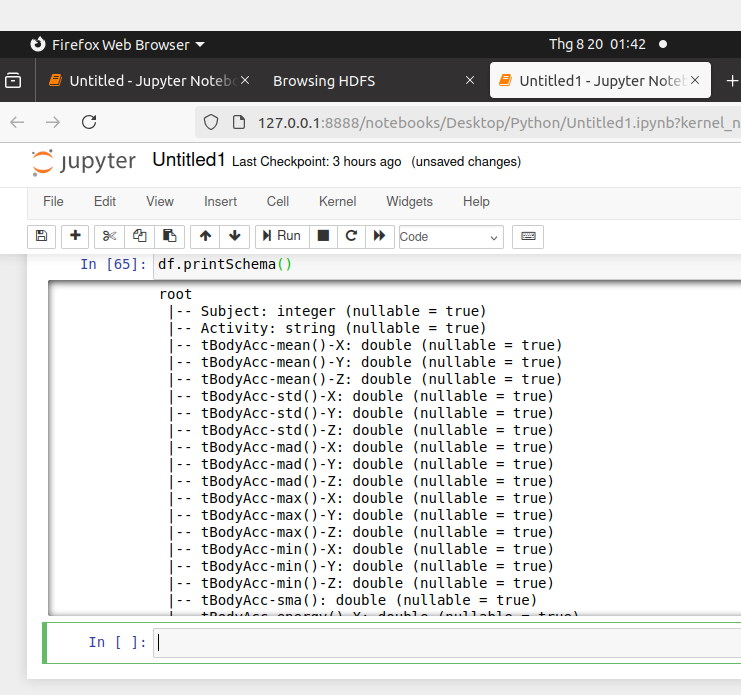 Firefox Web Browser Thg 8 20 01:42
Untitled - Jupyter Noteb Browsing HDFS Untitled1 - Jupyter Noteb
127.0.0.1:8888/notebooks/Desktop/Python/Untitled1.ipynb?kernel_n
jupyter Untitled1 Last Checkpoint: 3 hours ago (unsaved changes)
File Edit View Insert Cell Kernel Widgets Help
Run Code
In [65]: df.printSchema()
root
|-- Subject: integer (nullable = true)
|-- Activity: string (nullable = true)
|-- tBodyAcc-mean()-X: double (nullable = true)
|-- tBodyAcc-mean()-Y: double (nullable = true)
|-- tBodyAcc-mean()-Z: double (nullable = true)
|-- tBodyAcc-std()-X: double (nullable = true)
|-- tBodyAcc-std()-Y: double (nullable = true)
|-- tBodyAcc-std()-Z: double (nullable = true)
|-- tBodyAcc-mad()-X: double (nullable = true)
|-- tBodyAcc-mad()-Y: double (nullable = true)
|-- tBodyAcc-mad()-Z: double (nullable = true)
|-- tBodyAcc-max()-X: double (nullable = true)
|-- tBodyAcc-max()-Y: double (nullable = true)
|-- tBodyAcc-max()-Z: double (nullable = true)
|-- tBodyAcc-min()-X: double (nullable = true)
|-- tBodyAcc-min()-Y: double (nullable = true)
|-- tBodyAcc-min()-Z: double (nullable = true)
|-- tBodyAcc-sma(): double (nullable = true)
|-- tBodyAcc-energy()-X: double (nullable = true)
In [ ]: